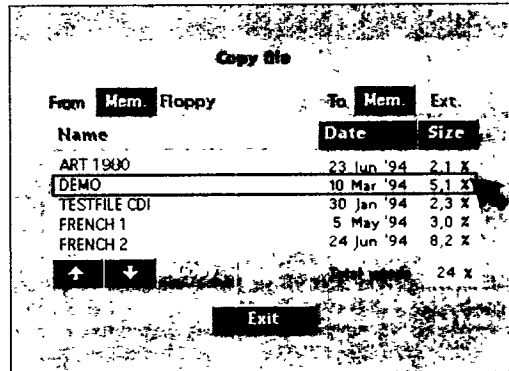 Copy file
From Mem. Floppy To Mem. Ext.
Name Date Size
ART 1980 23 Jun '94 2,1 %
DEMO 10 Mar '94 5,1 %
TESTFILE CDI 30 Jan '94 2,3 %
FRENCH 1 5 May '94 3,0 %
FRENCH 2 24 Jun '94 8,2 %
Total 24 %
Exit